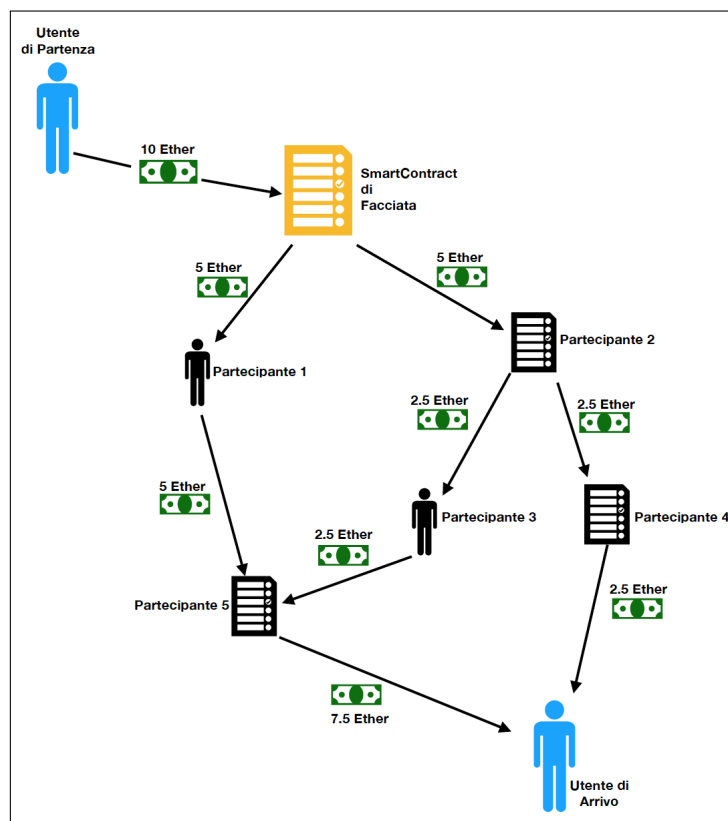 Utente
di Partenza
10 Ether
SmartContract
di
Facciata
5 Ether
5 Ether
Partecipante 1
Partecipante 2
2.5 Ether
2.5 Ether
5 Ether
Partecipante 3
Partecipante 4
2.5 Ether
2.5 Ether
Partecipante 5
7.5 Ether
Utente di
Arrivo